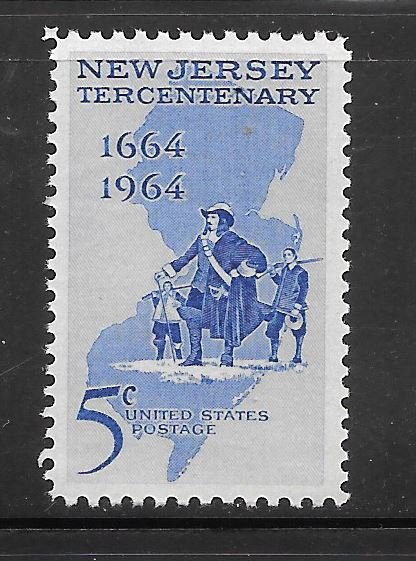 NEW JERSEY
TERCENTENARY
1664
1964
5c
UNITED STATES
POSTAGE